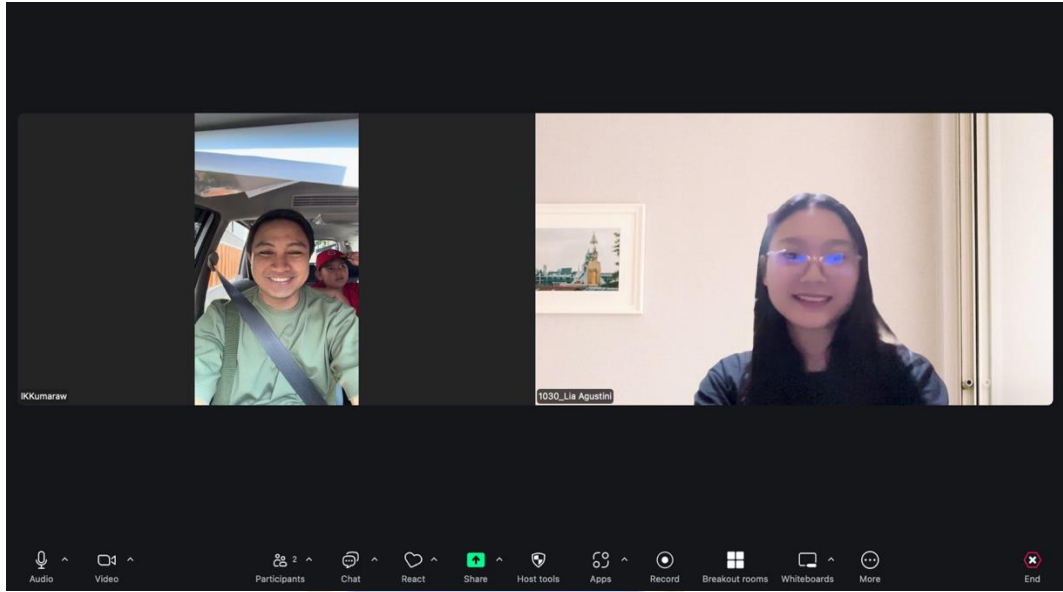 IKKumaraw
1030_Lia Agustini
Audio
Video
2
Participants
Chat
React
Share
Host tools
Apps
Record
Breakout rooms
Whiteboards
More
End